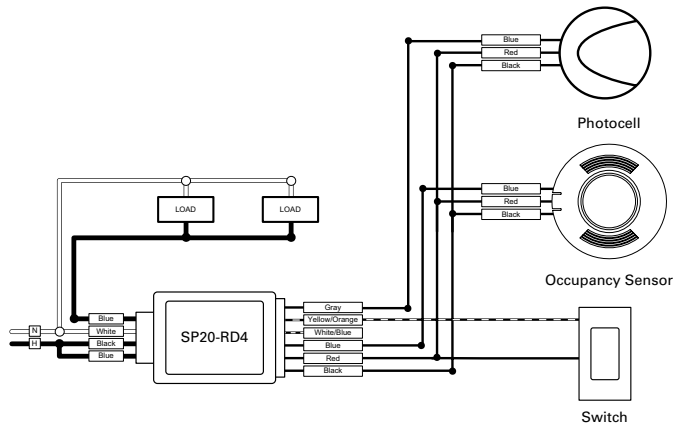 Blue
Red
Black
Photocell
Blue
Red
Black
Occupancy Sensor
LOAD
LOAD
Blue
White
Black
Blue
N
H
SP20-RD4
Gray
Yellow/Orange
White/Blue
Blue
Red
Black
Switch